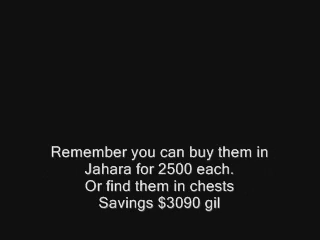 Remember you can buy them in
Jahara for 2500 each.
Or find them in chests
Savings $3090 gil